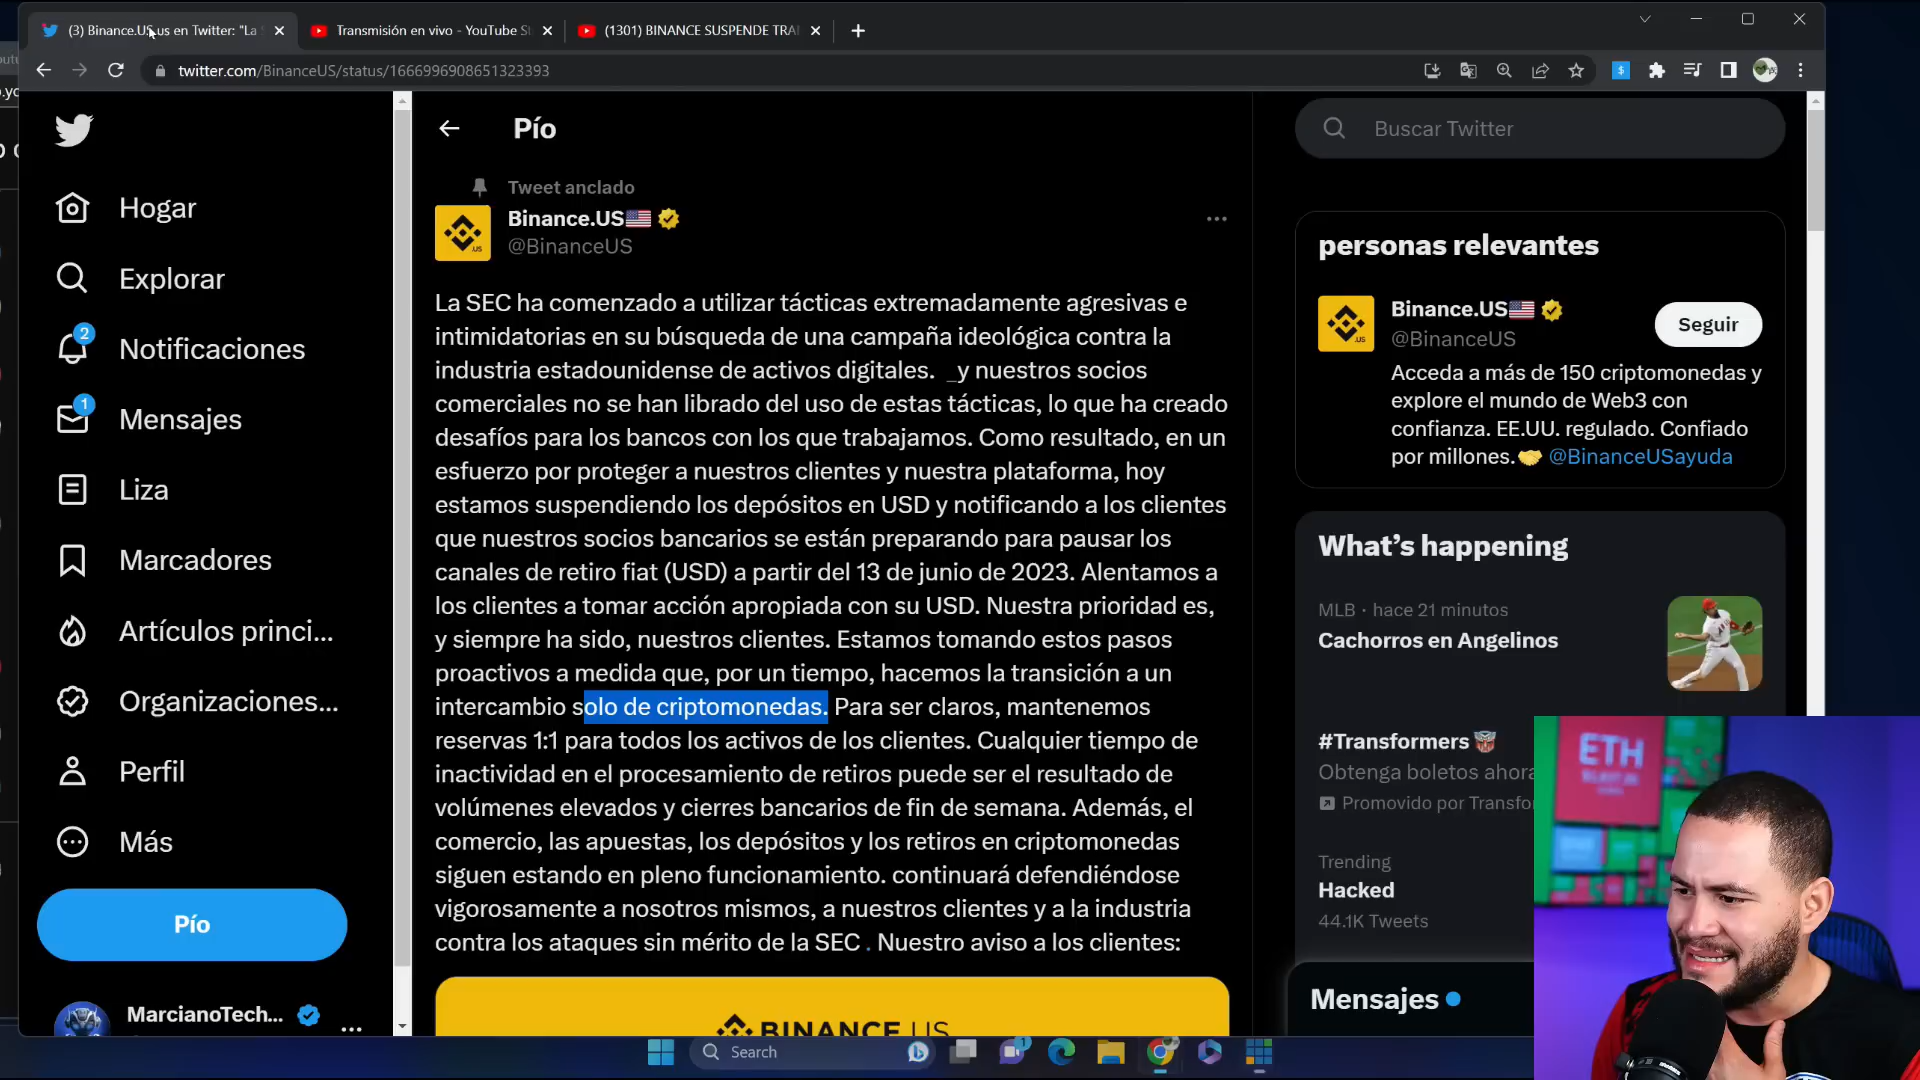 (3) Binance.US us en Twitter: "La S
Transmisión en vivo - YouTube St
(1301) BINANCE SUSPENDE TRA
twitter.com/BinanceUS/status/1666996908651323393
Hogar
Explorar
2
Notificaciones
1
Mensajes
Liza
Marcadores
Artículos princi...
Organizaciones...
Perfil
Más
Pío
MarcianoTech...
Pío
Tweet anclado
Binance.US
@BinanceUS
La SEC ha comenzado a utilizar tácticas extremadamente agresivas e
intimidatorias en su búsqueda de una campaña ideológica contra la
industria estadounidense de activos digitales.  _y nuestros socios
comerciales no se han librado del uso de estas tácticas, lo que ha creado
desafíos para los bancos con los que trabajamos. Como resultado, en un
esfuerzo por proteger a nuestros clientes y nuestra plataforma, hoy
estamos suspendiendo los depósitos en USD y notificando a los clientes
que nuestros socios bancarios se están preparando para pausar los
canales de retiro fiat (USD) a partir del 13 de junio de 2023. Alentamos a
los clientes a tomar acción apropiada con su USD. Nuestra prioridad es,
y siempre ha sido, nuestros clientes. Estamos tomando estos pasos
proactivos a medida que, por un tiempo, hacemos la transición a un
intercambio solo de criptomonedas. Para ser claros, mantenemos
reservas 1:1 para todos los activos de los clientes. Cualquier tiempo de
inactividad en el procesamiento de retiros puede ser el resultado de
volúmenes elevados y cierres bancarios de fin de semana. Además, el
comercio, las apuestas, los depósitos y los retiros en criptomonedas
siguen estando en pleno funcionamiento. continuará defendiéndose
vigorosamente a nosotros mismos, a nuestros clientes y a la industria
contra los ataques sin mérito de la SEC . Nuestro aviso a los clientes:
BINANCE.US
Buscar Twitter
personas relevantes
Binance.US
@BinanceUS
Seguir
Acceda a más de 150 criptomonedas y
explore el mundo de Web3 con
confianza. EE.UU. regulado. Confiado
por millones. @BinanceUSayuda
What's happening
MLB · hace 21 minutos
Cachorros en Angelinos
#Transformers
Obtenga boletos ahora
Promovido por Transfo
Trending
Hacked
44.1K Tweets
Mensajes
ETH
Search
1